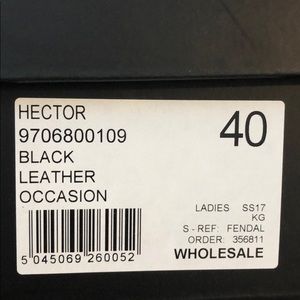 HECTOR
9706800109
BLACK
LEATHER
OCCASION
40
LADIES SS17
KG
S - REF: FENDAL
ORDER: 356811
WHOLESALE
5 045069 260052